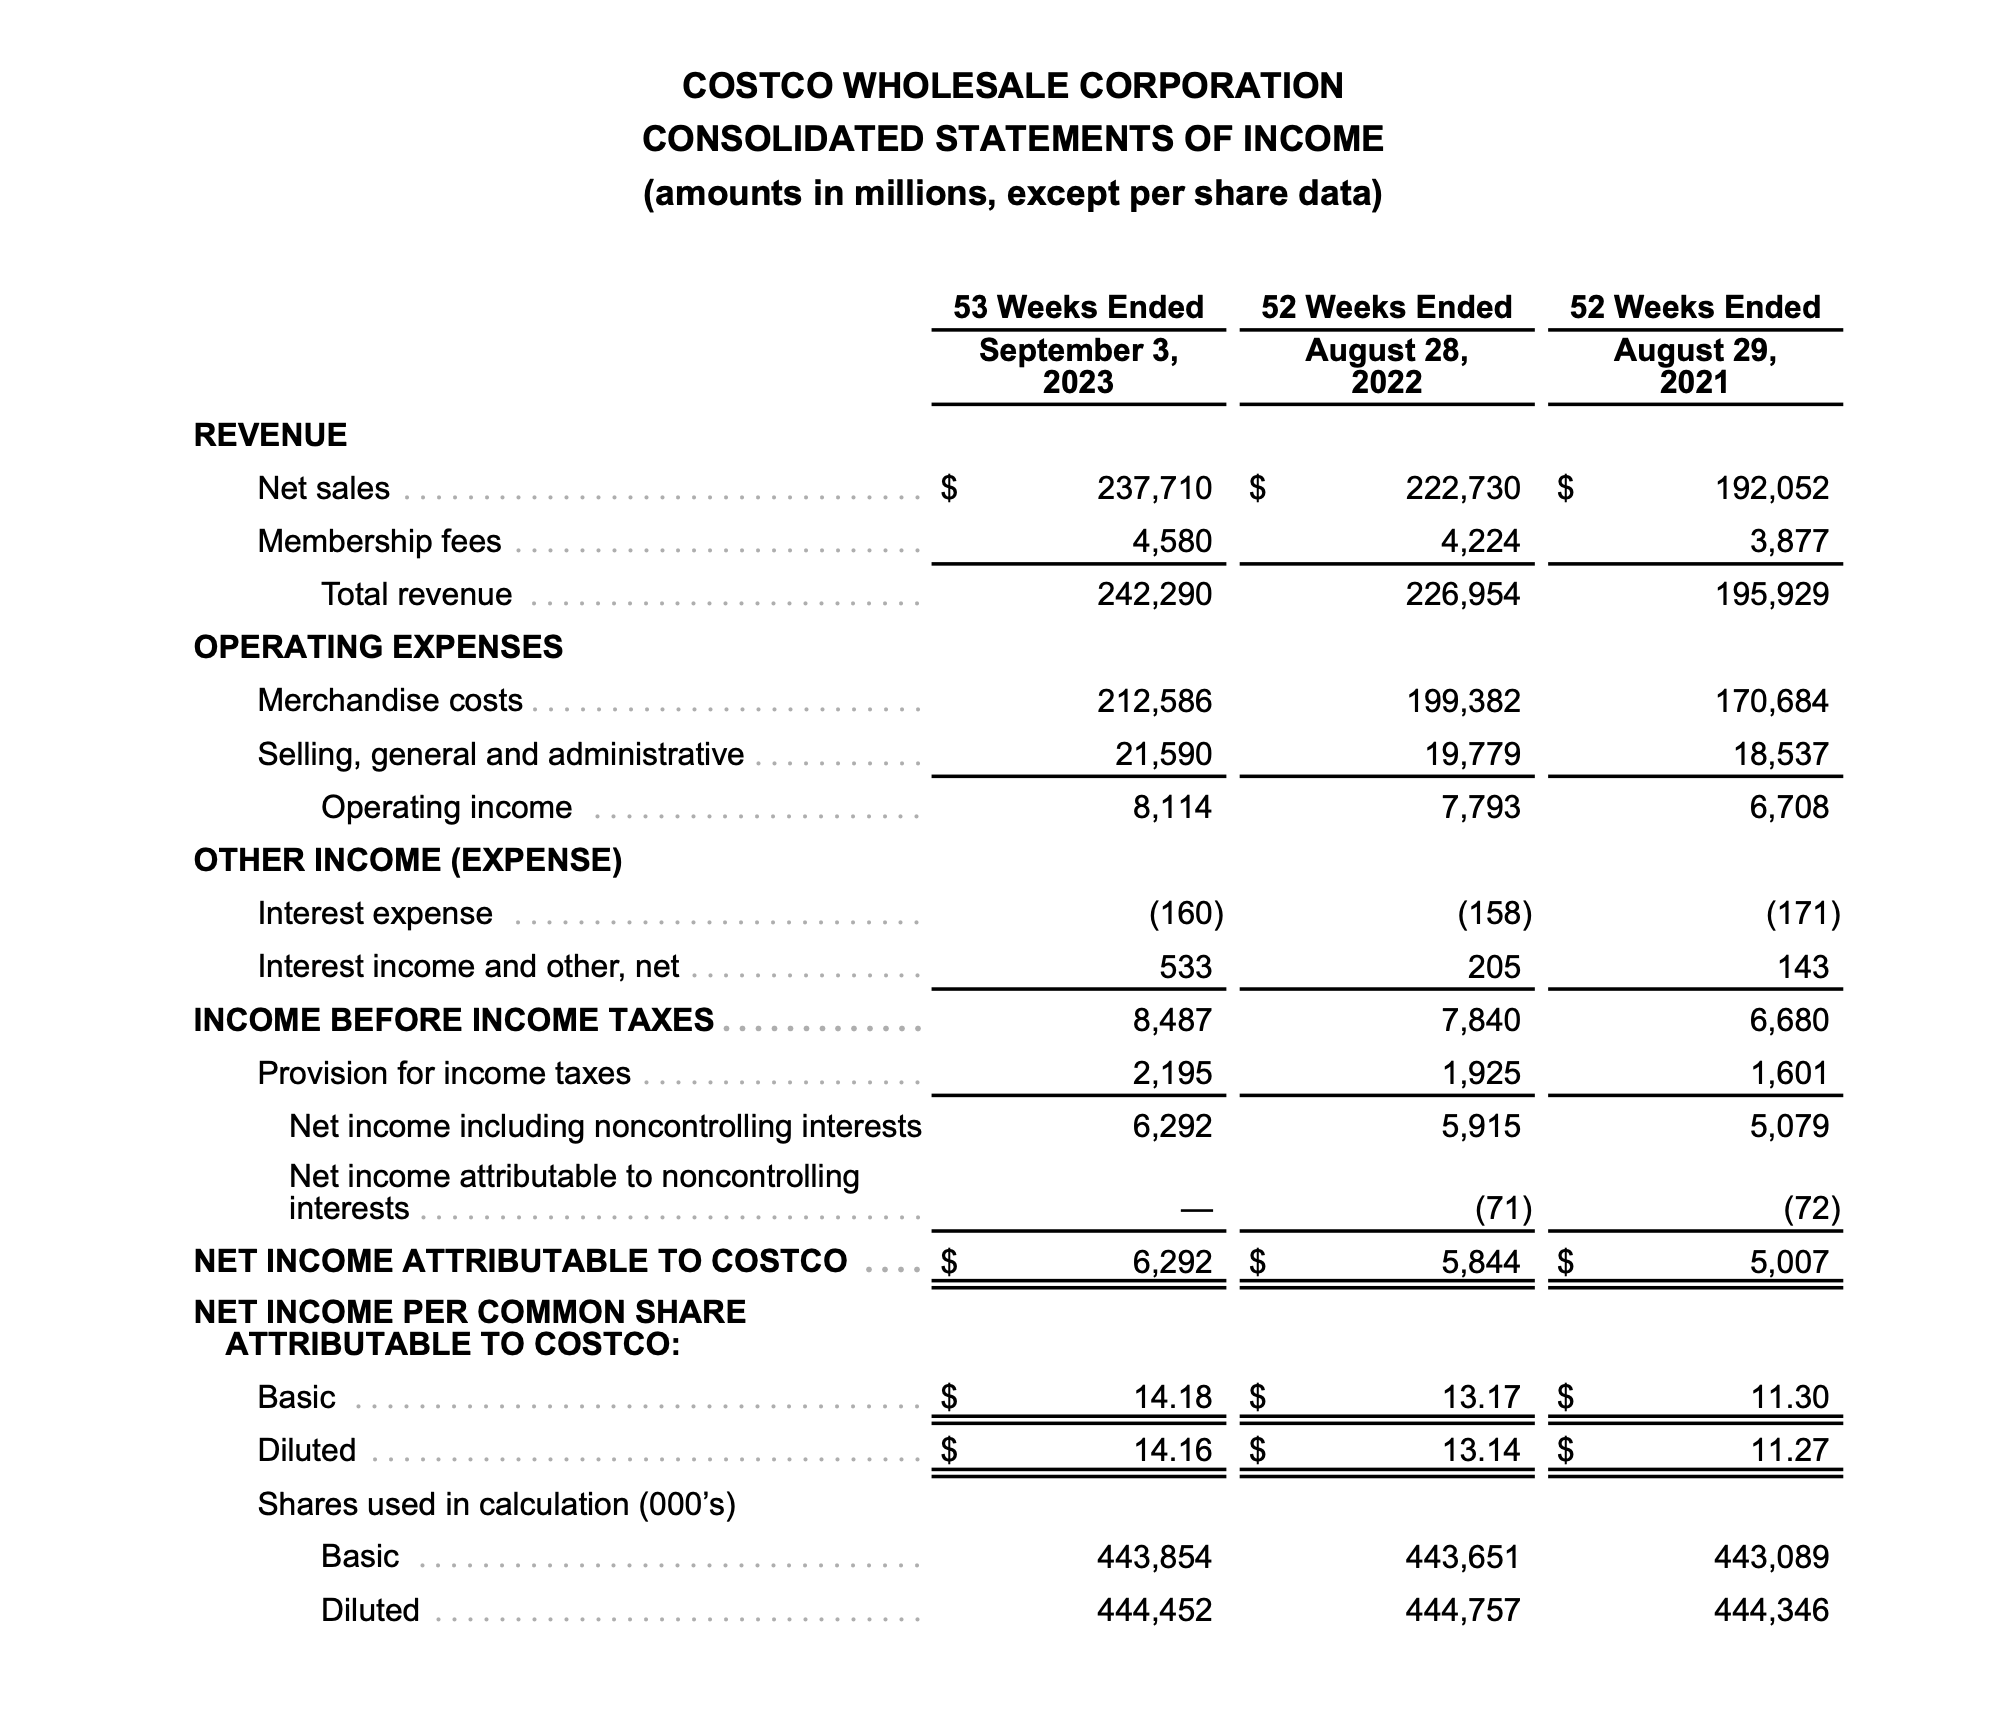 COSTCO WHOLESALE CORPORATION
CONSOLIDATED STATEMENTS OF INCOME
(amounts in millions, except per share data)
53 Weeks Ended 52 Weeks Ended 52 Weeks Ended
September 3, 2023 August 28, 2022 August 29, 2021
REVENUE
Net sales $ 237,710 $ 222,730 $ 192,052
Membership fees 4,580 4,224 3,877
Total revenue 242,290 226,954 195,929
OPERATING EXPENSES
Merchandise costs 212,586 199,382 170,684
Selling, general and administrative 21,590 19,779 18,537
Operating income 8,114 7,793 6,708
OTHER INCOME (EXPENSE)
Interest expense (160) (158) (171)
Interest income and other, net 533 205 143
INCOME BEFORE INCOME TAXES 8,487 7,840 6,680
Provision for income taxes 2,195 1,925 1,601
Net income including noncontrolling interests 6,292 5,915 5,079
Net income attributable to noncontrolling
interests — (71) (72)
NET INCOME ATTRIBUTABLE TO COSTCO $ 6,292 $ 5,844 $ 5,007
NET INCOME PER COMMON SHARE
ATTRIBUTABLE TO COSTCO:
Basic $ 14.18 $ 13.17 $ 11.30
Diluted $ 14.16 $ 13.14 $ 11.27
Shares used in calculation (000’s)
Basic 443,854 443,651 443,089
Diluted 444,452 444,757 444,346